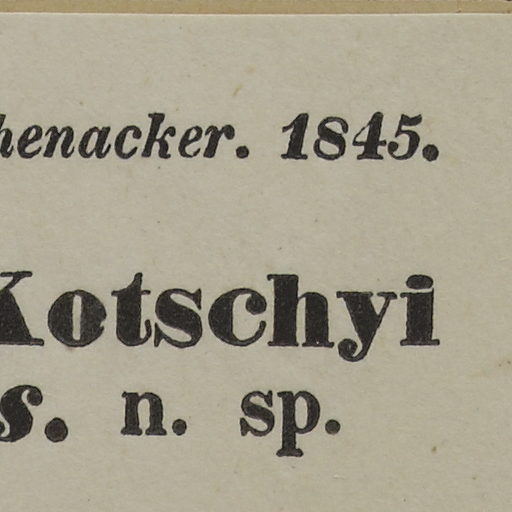 henacker. 1845.
Kotschyi
s. n. sp.